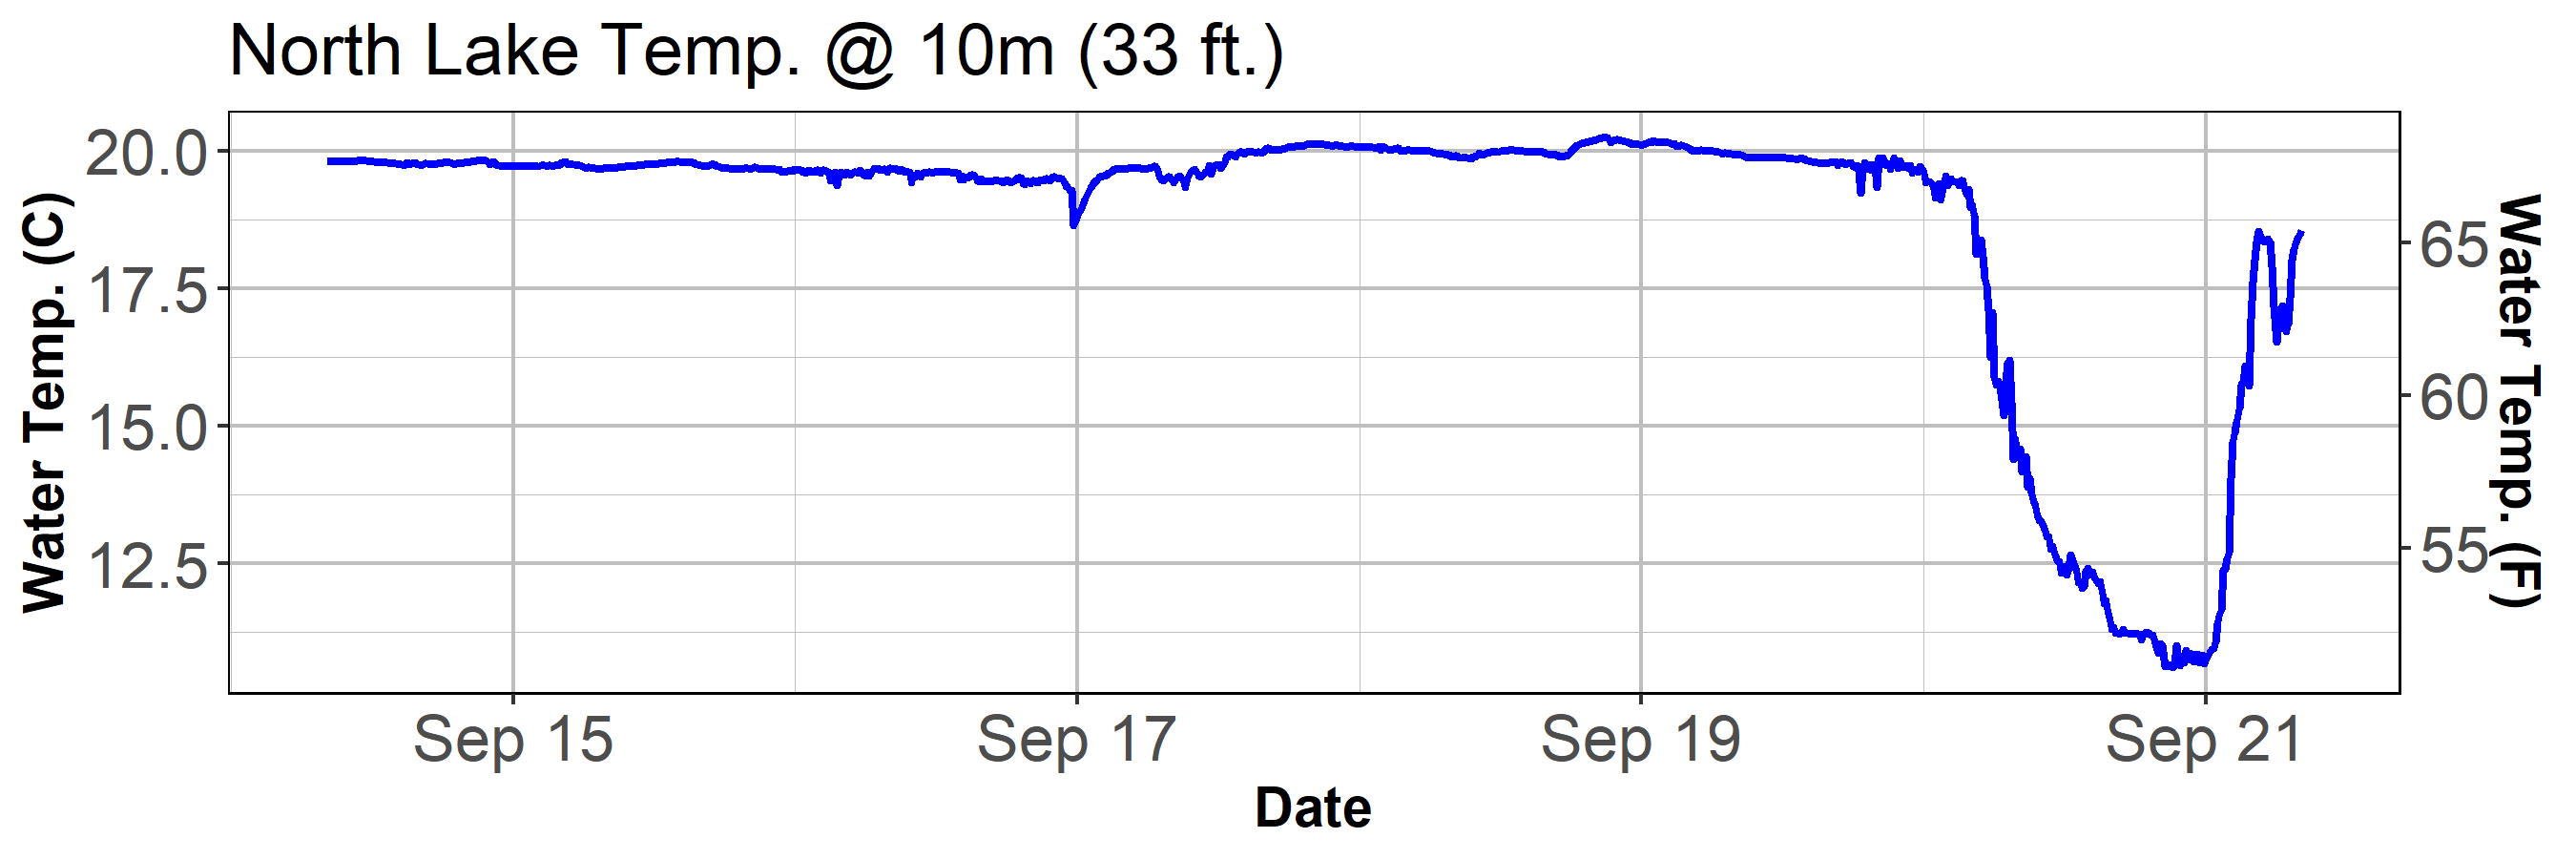 North Lake Temp. @ 10m (33 ft.)
Water Temp. (C)
20.0
17.5
15.0
12.5
65
60
55
Water Temp. (F)
Sep 15 Sep 17 Sep 19 Sep 21
Date